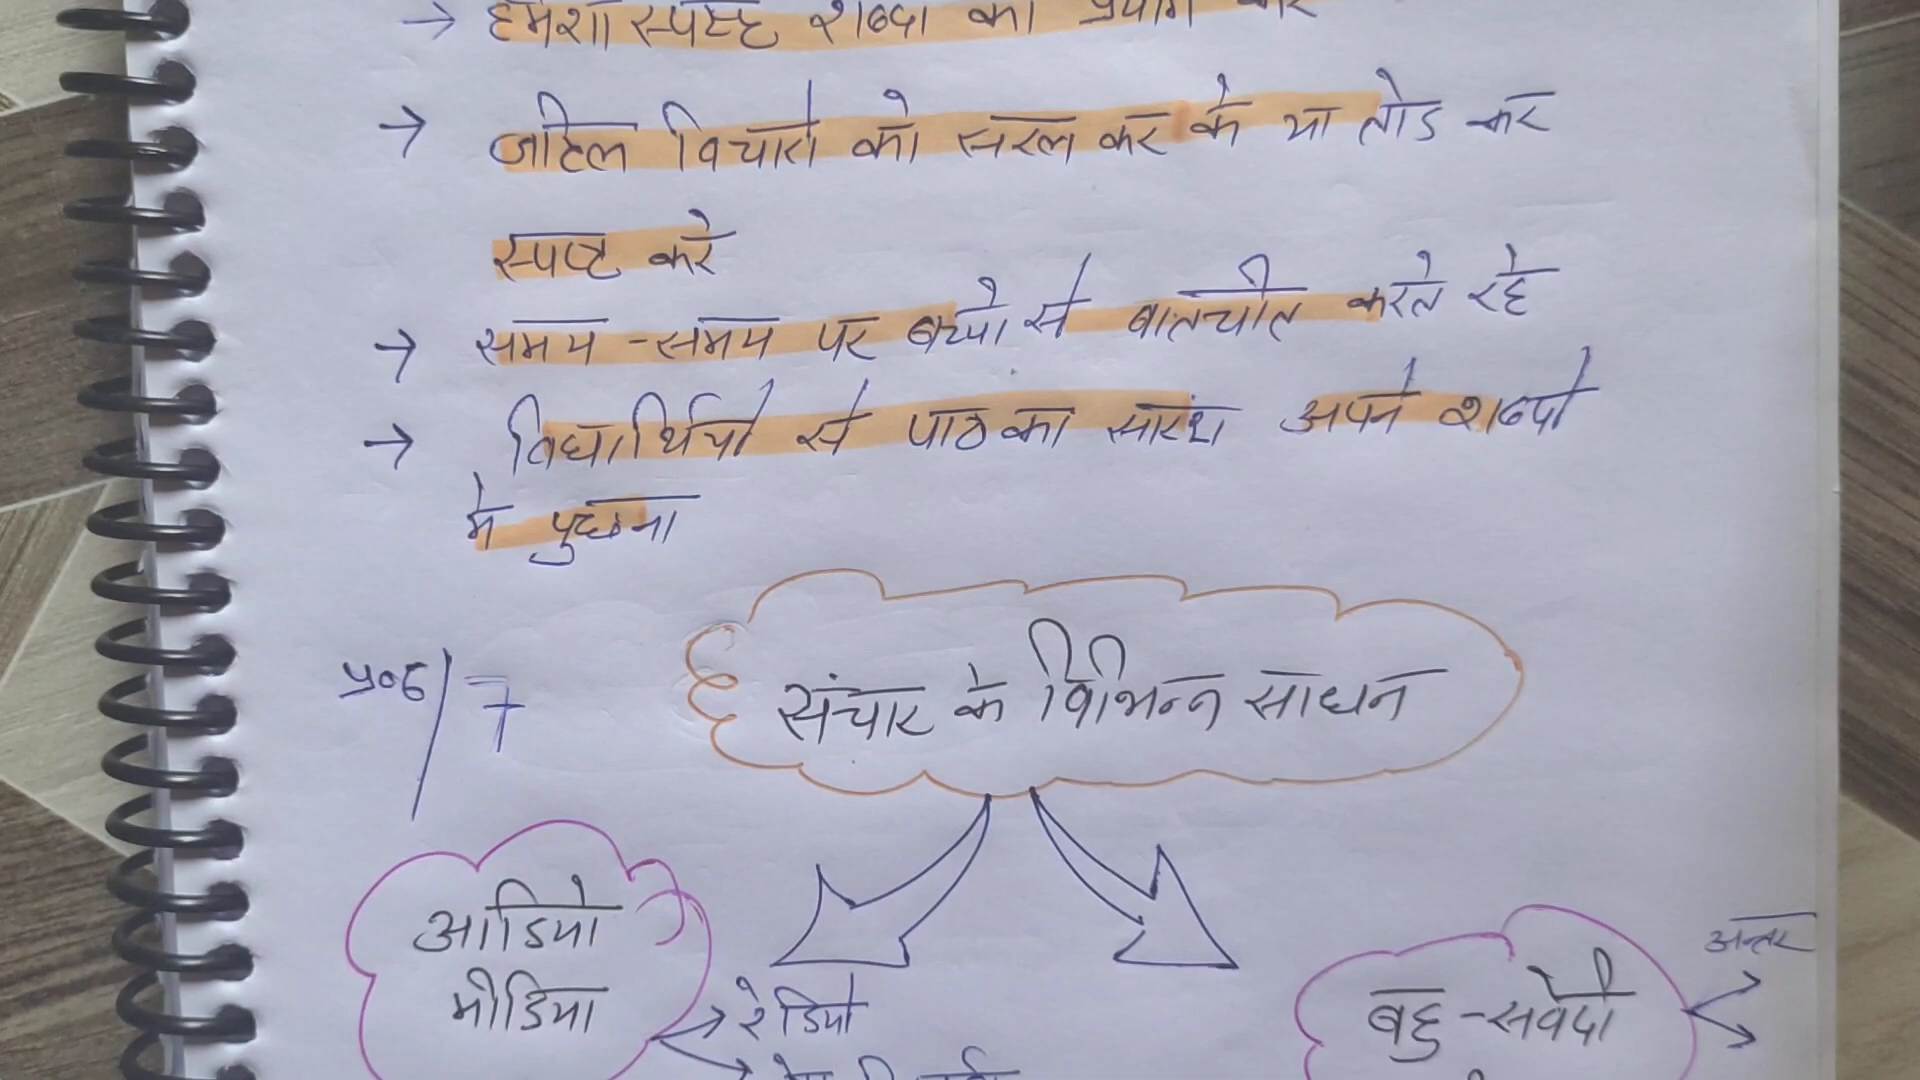 → हमेशा स्पष्ट शब्दो का प्रयोग करे
→ जटिल विचारो को सरल कर के या तोड कर
स्पष्ट करे
→ समय-समय पर बच्चो से बातचीत करते रहे
→ विद्यार्थियो से पाठ का सारंश अपने शब्दो
मे पुछना
प्र०6/7
संचार के विभिन्न साधन
आडियो
मीडिया
→ रेडियो
अन्तर
बहु-सवेदी